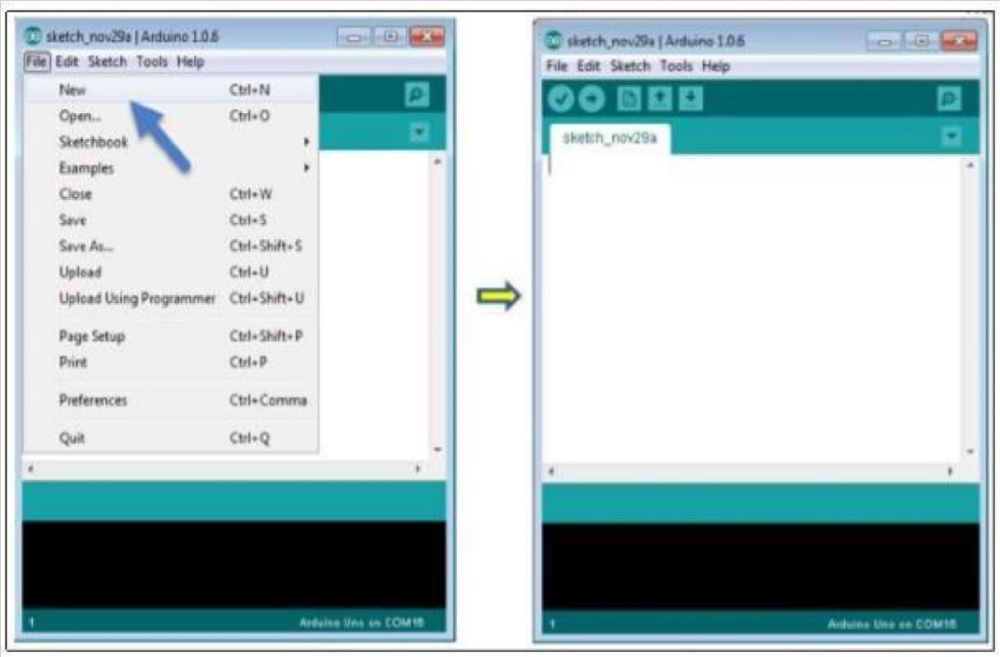 sketch_nov29a | Arduino 1.0.6
File Edit Sketch Tools Help
New Ctrl+N
Open... Ctrl+O
Sketchbook
Examples
Close Ctrl+W
Save Ctrl+S
Save As... Ctrl+Shift+S
Upload Ctrl+U
Upload Using Programmer Ctrl+Shift+U
Page Setup Ctrl+Shift+P
Print Ctrl+P
Preferences Ctrl+Comma
Quit Ctrl+Q
1 Arduino Uno on COM16
sketch_nov29a | Arduino 1.0.6
File Edit Sketch Tools Help
sketch_nov29a
1 Arduino Uno on COM16